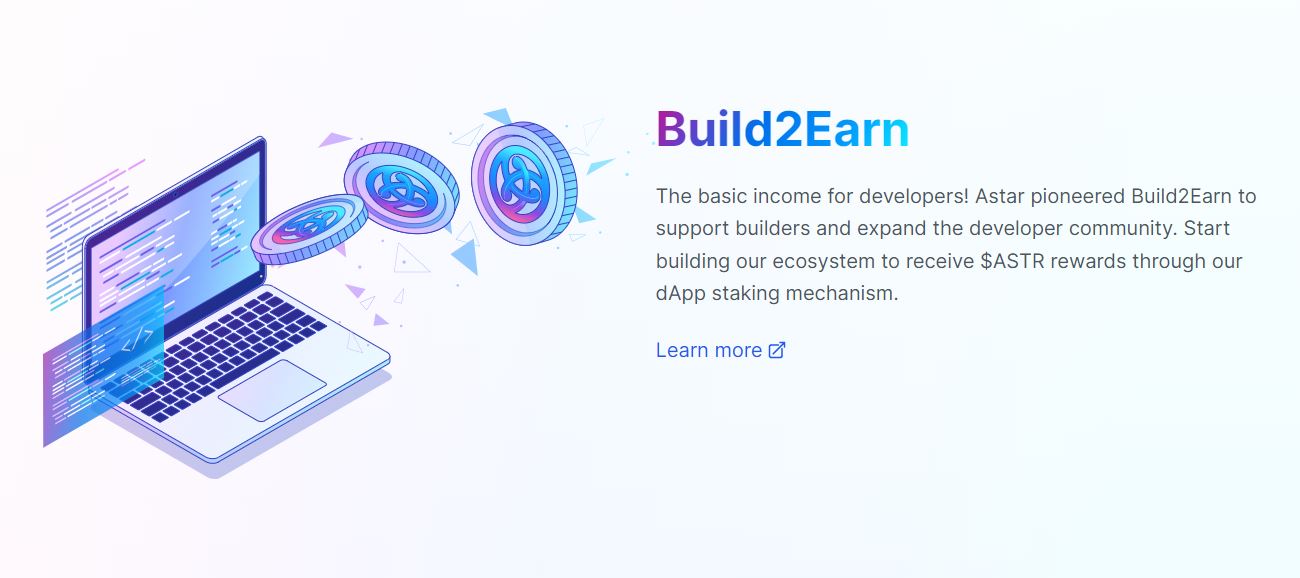 Build2Earn
The basic income for developers! Astar pioneered Build2Earn to
support builders and expand the developer community. Start
building our ecosystem to receive $ASTR rewards through our
dApp staking mechanism.
Learn more